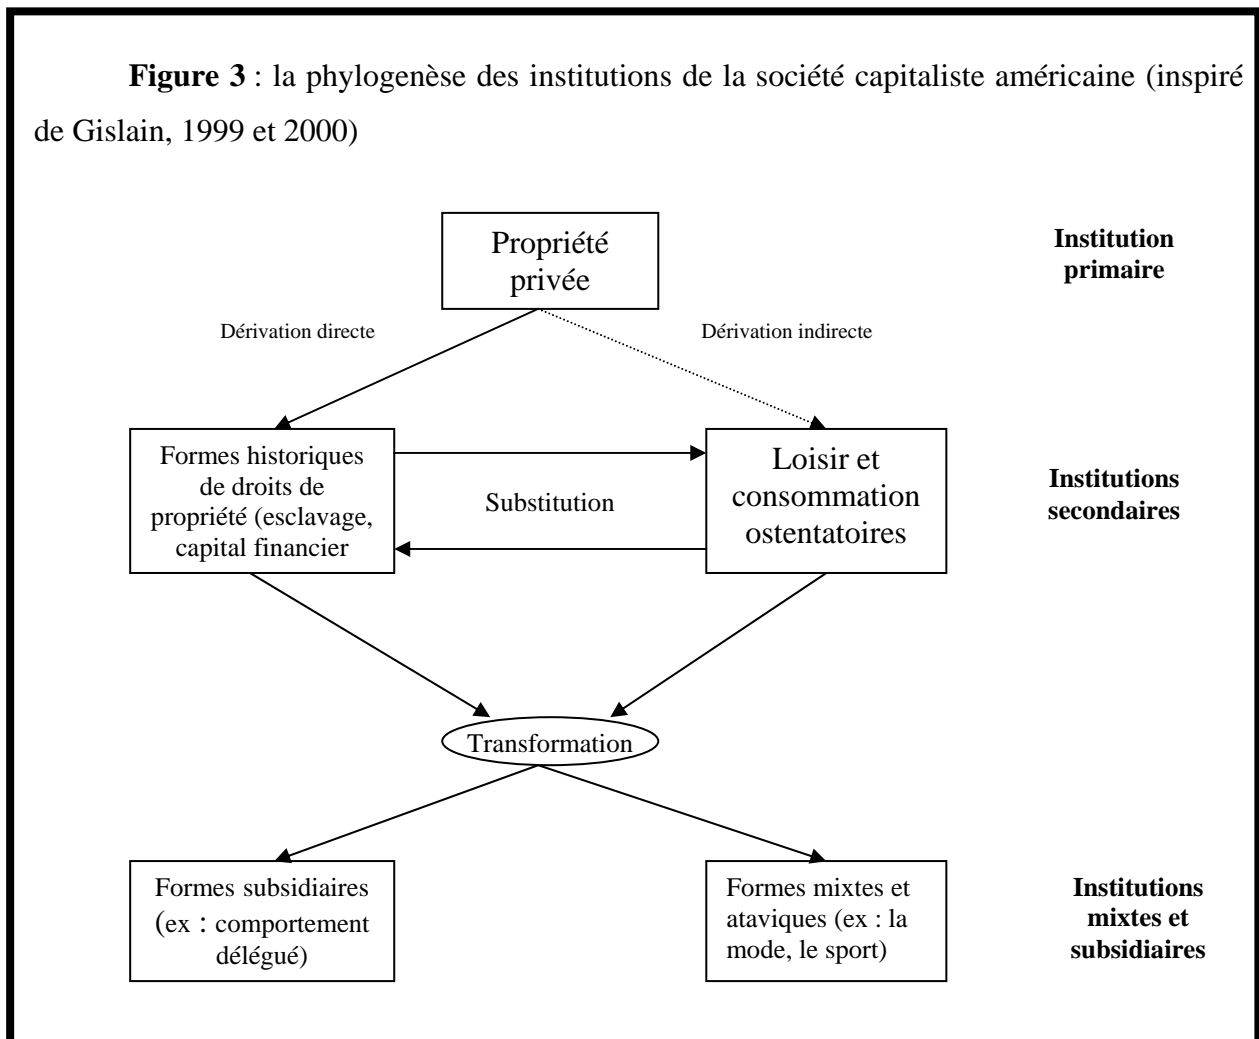 Figure 3 : la phylogenèse des institutions de la société capitaliste américaine (inspiré
de Gislain, 1999 et 2000)
Propriété
privée
Institution
primaire
Dérivation directe
Dérivation indirecte
Formes historiques
de droits de
propriété (esclavage,
capital financier
Substitution
Loisir et
consommation
ostentatoires
Institutions
secondaires
Transformation
Formes subsidiaires
(ex : comportement
délégué)
Formes mixtes et
ataviques (ex : la
mode, le sport)
Institutions
mixtes et
subsidiaires